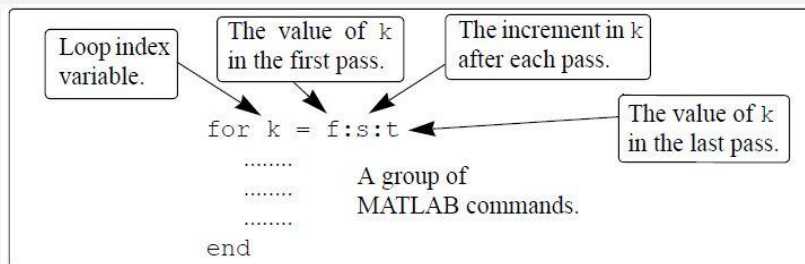 Loop index
variable.
The value of k
in the first pass.
The increment in k
after each pass.
for k = f:s:t
The value of k
in the last pass.
........
........
........
A group of
MATLAB commands.
end